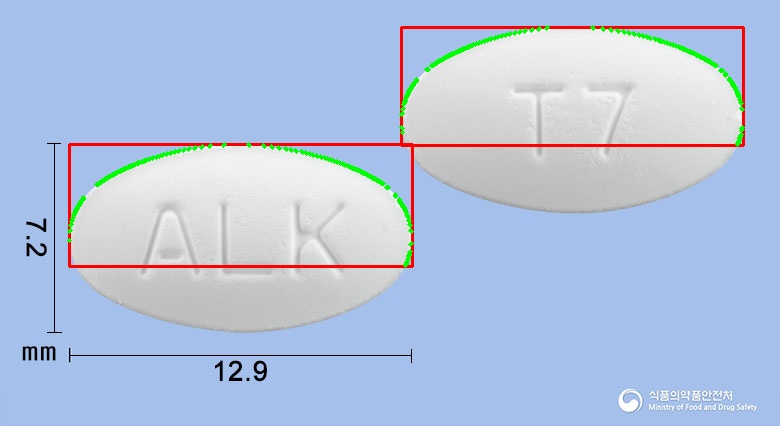 T7
ALK
7.2
mm
12.9
식품의약품안전처
Ministry of Food and Drug Safety